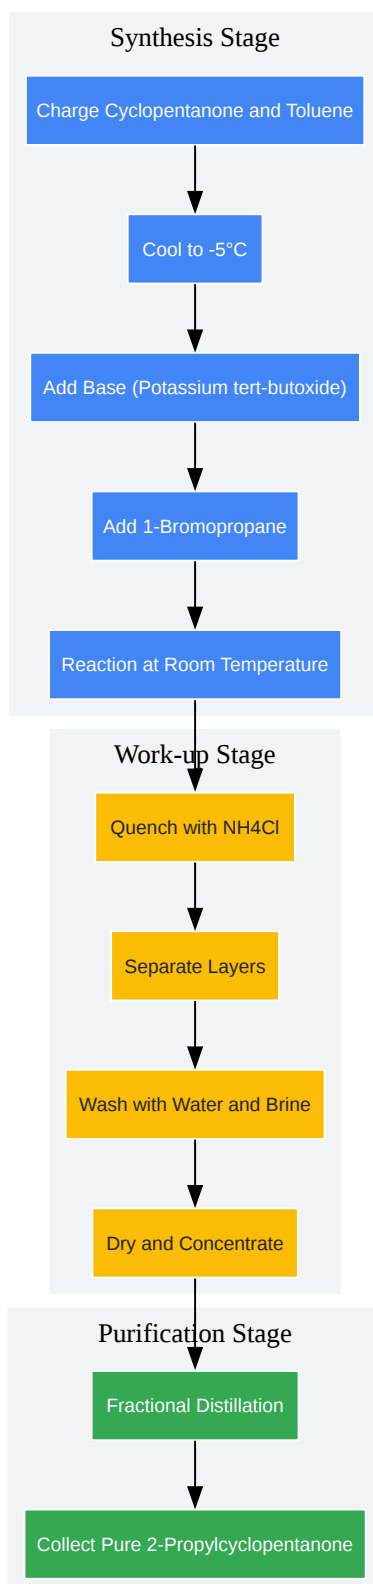 Synthesis Stage
Charge Cyclopentanone and Toluene
Cool to -5°C
Add Base (Potassium tert-butoxide)
Add 1-Bromopropane
Reaction at Room Temperature
Work-up Stage
Quench with NH4Cl
Separate Layers
Wash with Water and Brine
Dry and Concentrate
Purification Stage
Fractional Distillation
Collect Pure 2-Propylcyclopentanone